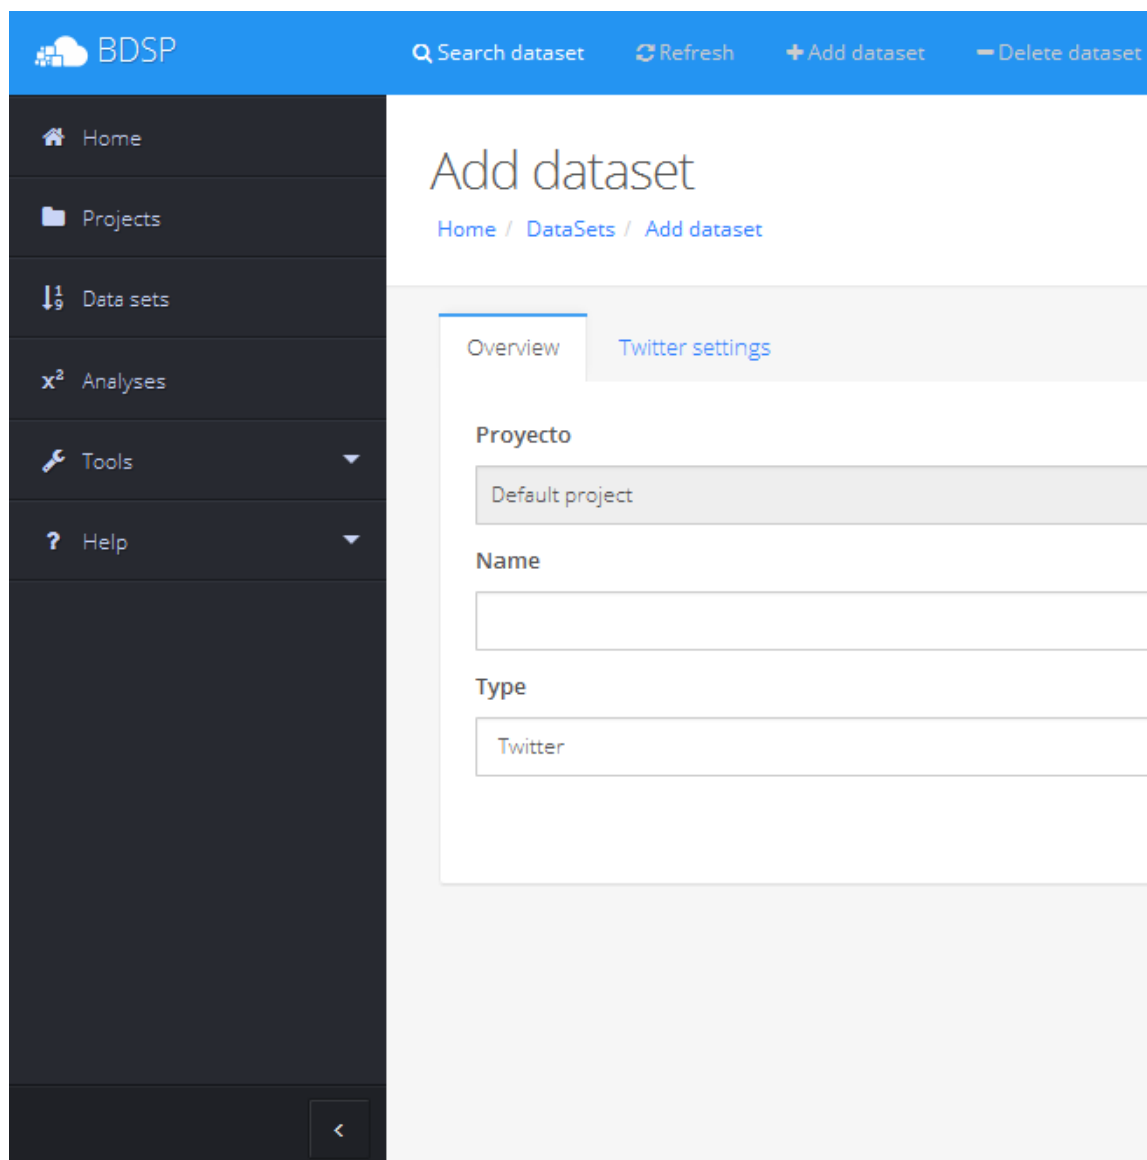 BDSP
Search dataset Refresh Add dataset Delete dataset
Home
Projects
Data sets
x² Analyses
Tools
? Help
Add dataset
Home / DataSets / Add dataset
Overview Twitter settings
Proyecto
Default project
Name
Type
Twitter